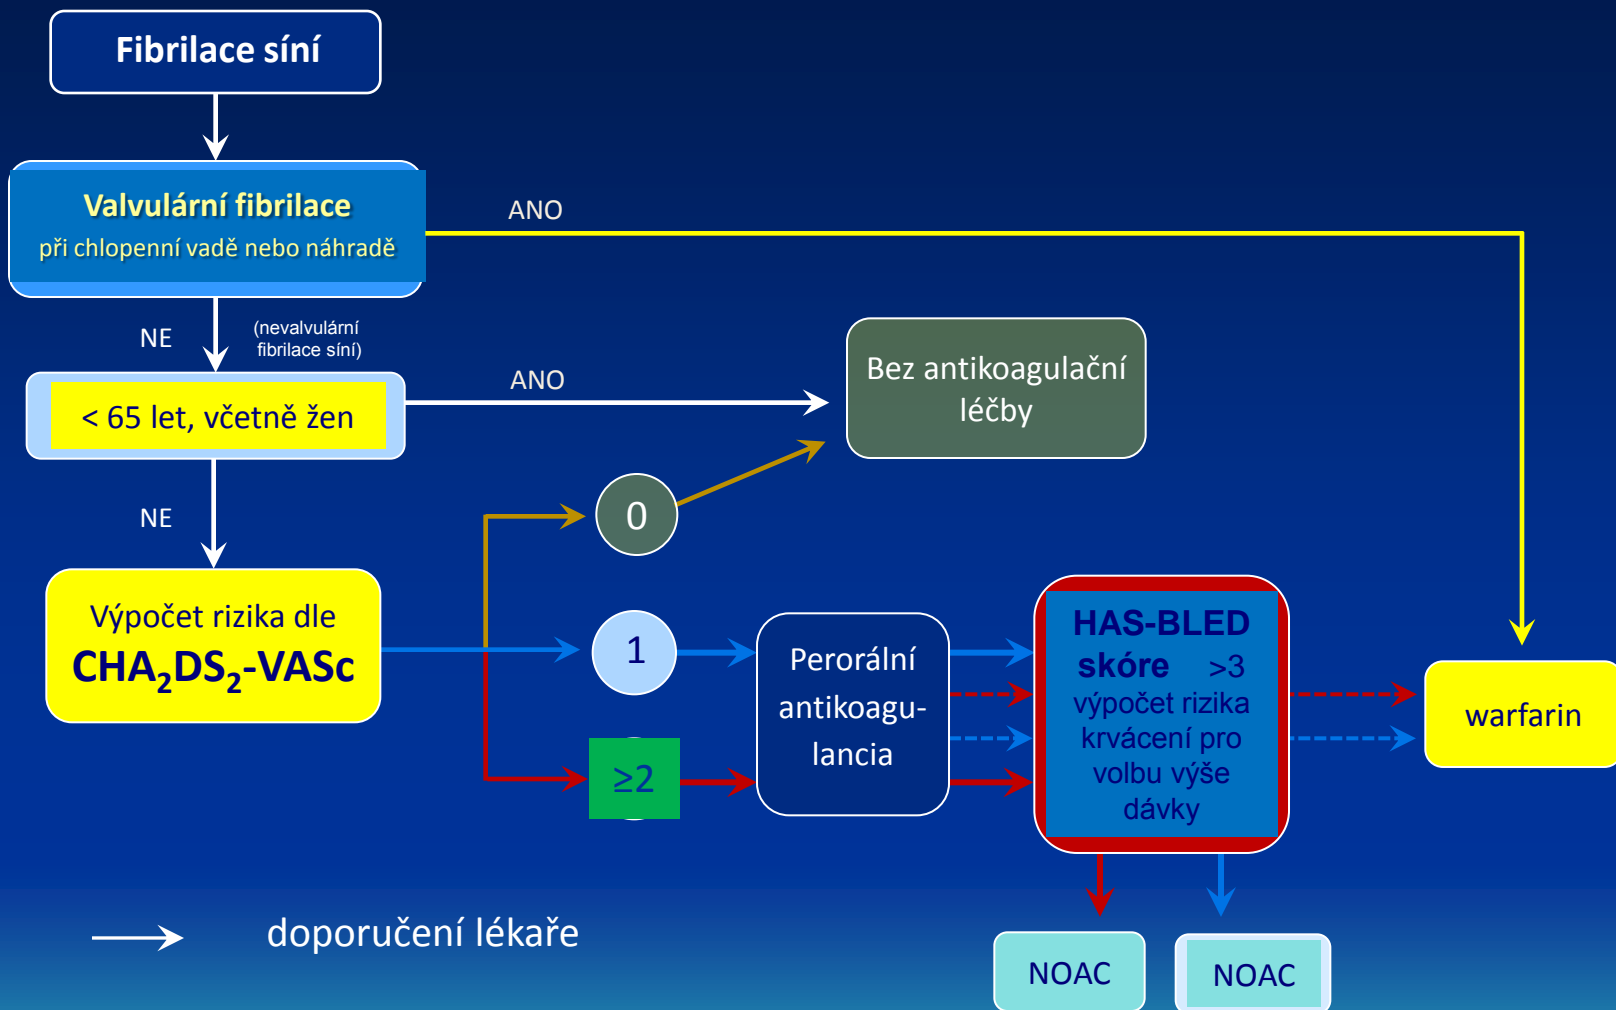 Fibrilace síní
Valvulární fibrilace
při chlopenní vadě nebo náhradě
ANO
NE
(nevalvulární
fibrilace síní)
< 65 let, včetně žen
ANO
Bez antikoagulační
léčby
NE
0
Výpočet rizika dle
CHA₂DS₂-VASc
1
≥2
Perorální
antikoagu-
lancia
HAS-BLED
skóre >3
výpočet rizika
krvácení pro
volbu výše
dávky
warfarin
NOAC
NOAC
doporučení lékaře